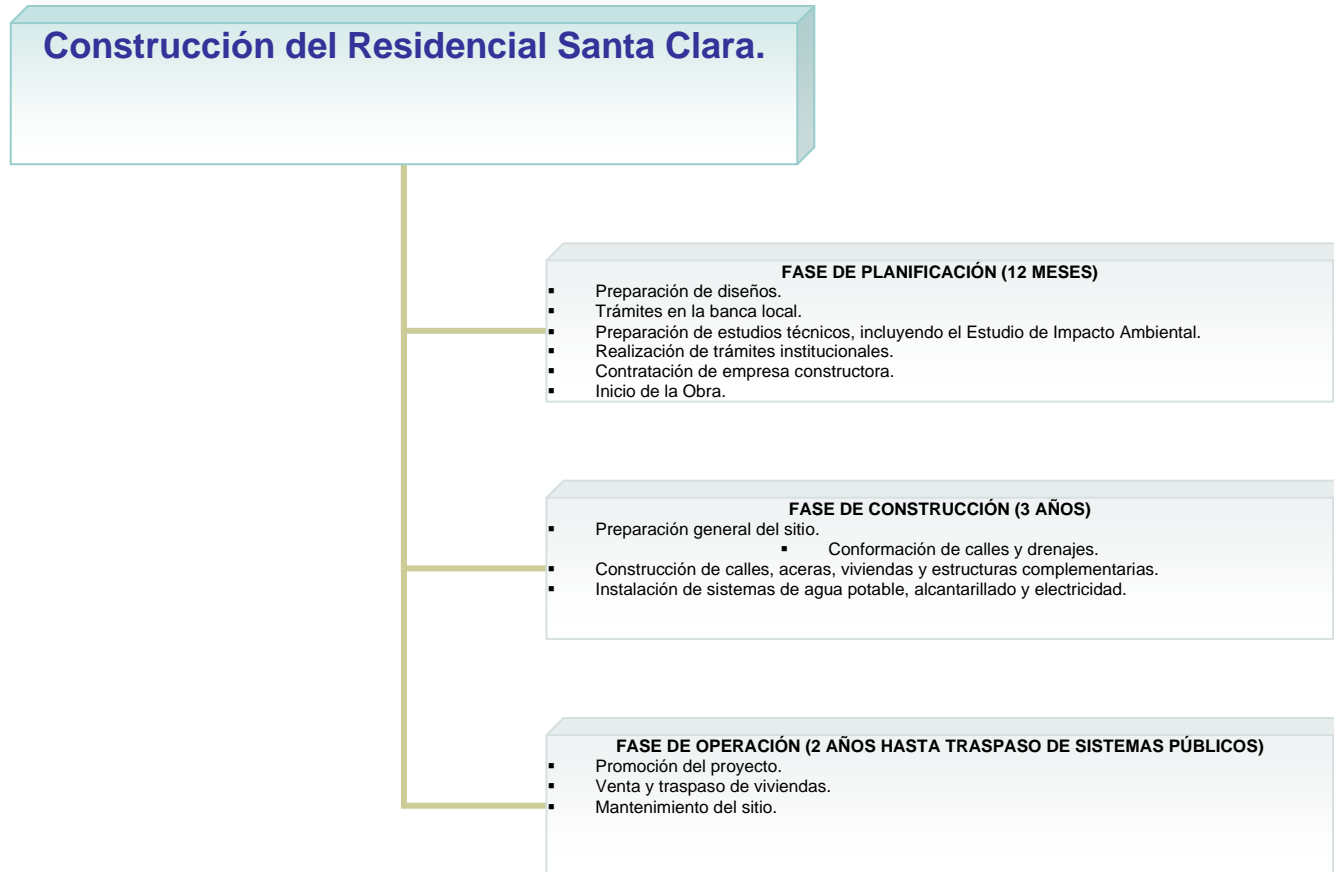 Construcción del Residencial Santa Clara.
FASE DE PLANIFICACIÓN (12 MESES)
▪ Preparación de diseños.
▪ Trámites en la banca local.
▪ Preparación de estudios técnicos, incluyendo el Estudio de Impacto Ambiental.
▪ Realización de trámites institucionales.
▪ Contratación de empresa constructora.
▪ Inicio de la Obra.
FASE DE CONSTRUCCIÓN (3 AÑOS)
▪ Preparación general del sitio.
▪ Conformación de calles y drenajes.
▪ Construcción de calles, aceras, viviendas y estructuras complementarias.
▪ Instalación de sistemas de agua potable, alcantarillado y electricidad.
FASE DE OPERACIÓN (2 AÑOS HASTA TRASPASO DE SISTEMAS PÚBLICOS)
▪ Promoción del proyecto.
▪ Venta y traspaso de viviendas.
▪ Mantenimiento del sitio.